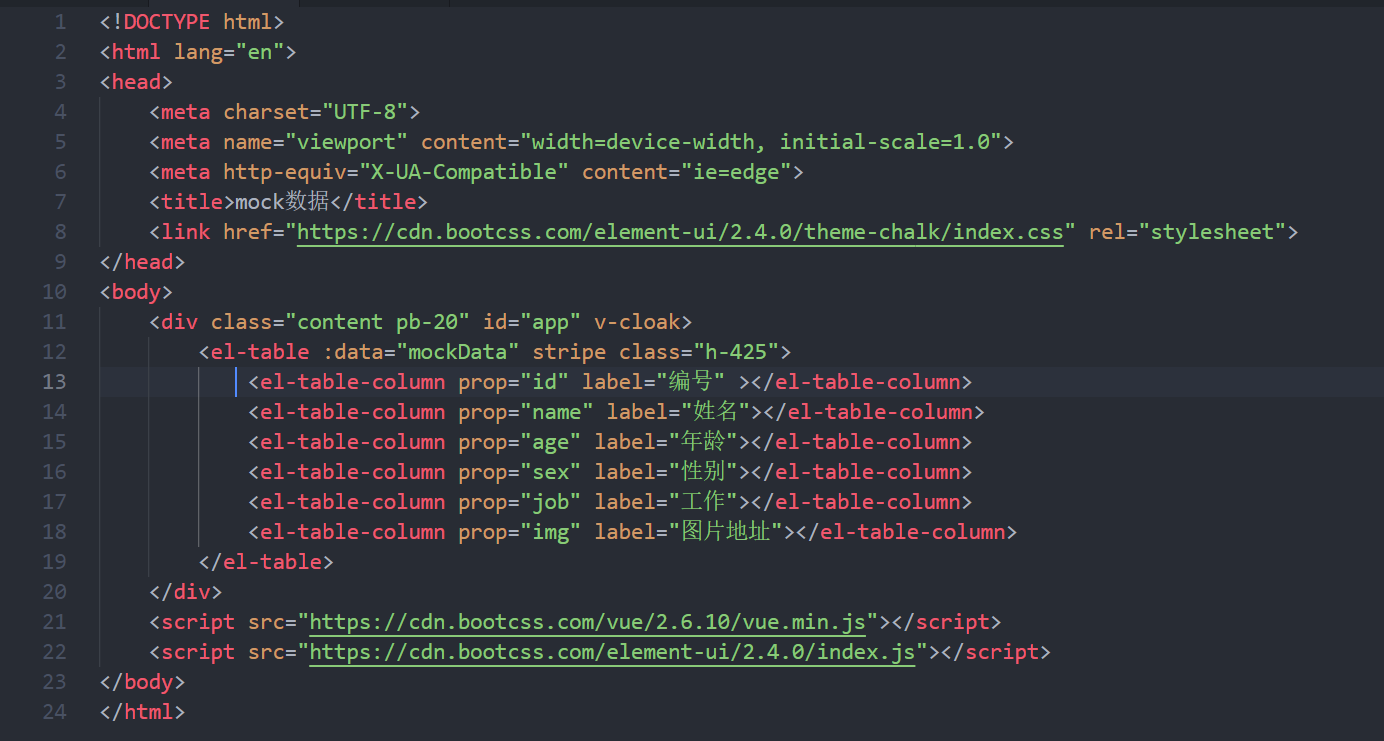 1 <!DOCTYPE html>
2 <html lang="en">
3 <head>
4     <meta charset="UTF-8">
5     <meta name="viewport" content="width=device-width, initial-scale=1.0">
6     <meta http-equiv="X-UA-Compatible" content="ie=edge">
7     <title>mock数据</title>
8     <link href="https://cdn.bootcss.com/element-ui/2.4.0/theme-chalk/index.css" rel="stylesheet">
9 </head>
10 <body>
11     <div class="content pb-20" id="app" v-cloak>
12         <el-table :data="mockData" stripe class="h-425">
13             <el-table-column prop="id" label="编号" ></el-table-column>
14             <el-table-column prop="name" label="姓名"></el-table-column>
15             <el-table-column prop="age" label="年龄"></el-table-column>
16             <el-table-column prop="sex" label="性别"></el-table-column>
17             <el-table-column prop="job" label="工作"></el-table-column>
18             <el-table-column prop="img" label="图片地址"></el-table-column>
19         </el-table>
20     </div>
21     <script src="https://cdn.bootcss.com/vue/2.6.10/vue.min.js"></script>
22     <script src="https://cdn.bootcss.com/element-ui/2.4.0/index.js"></script>
23 </body>
24 </html>